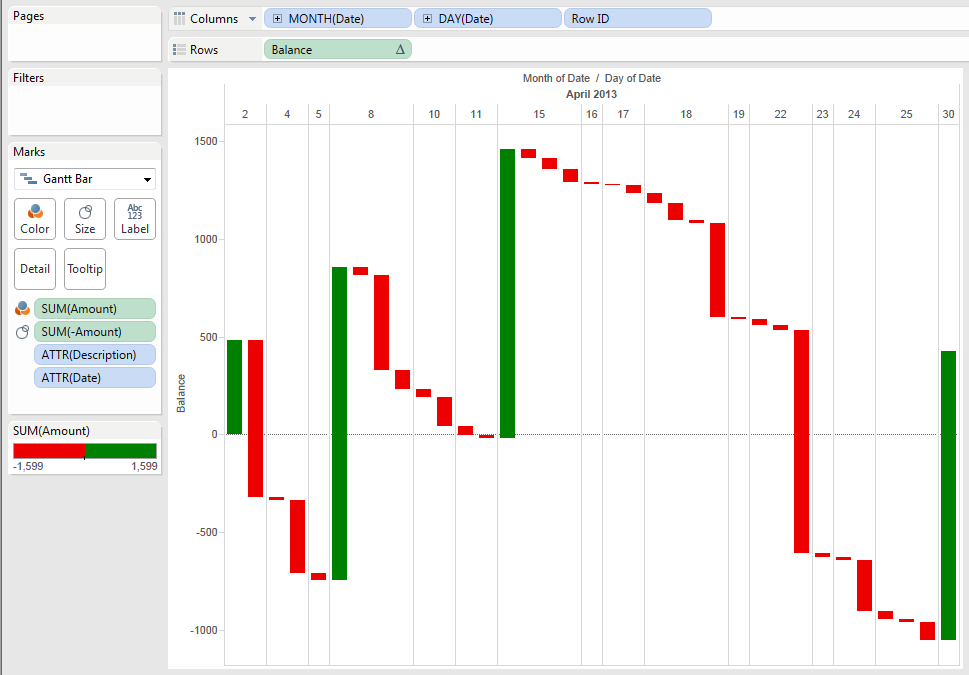 Pages
Columns MONTH(Date) DAY(Date) Row ID
Rows Balance Δ
Filters
Month of Date / Day of Date
April 2013
2 4 5 8 10 11 15 16 17 18 19 22 23 24 25 30
Marks
Gantt Bar
Color Size Abc 123 Label
Detail Tooltip
SUM(Amount)
SUM(-Amount)
ATTR(Description)
ATTR(Date)
SUM(Amount)
-1,599 1,599
Balance
1500
1000
500
0
-500
-1000